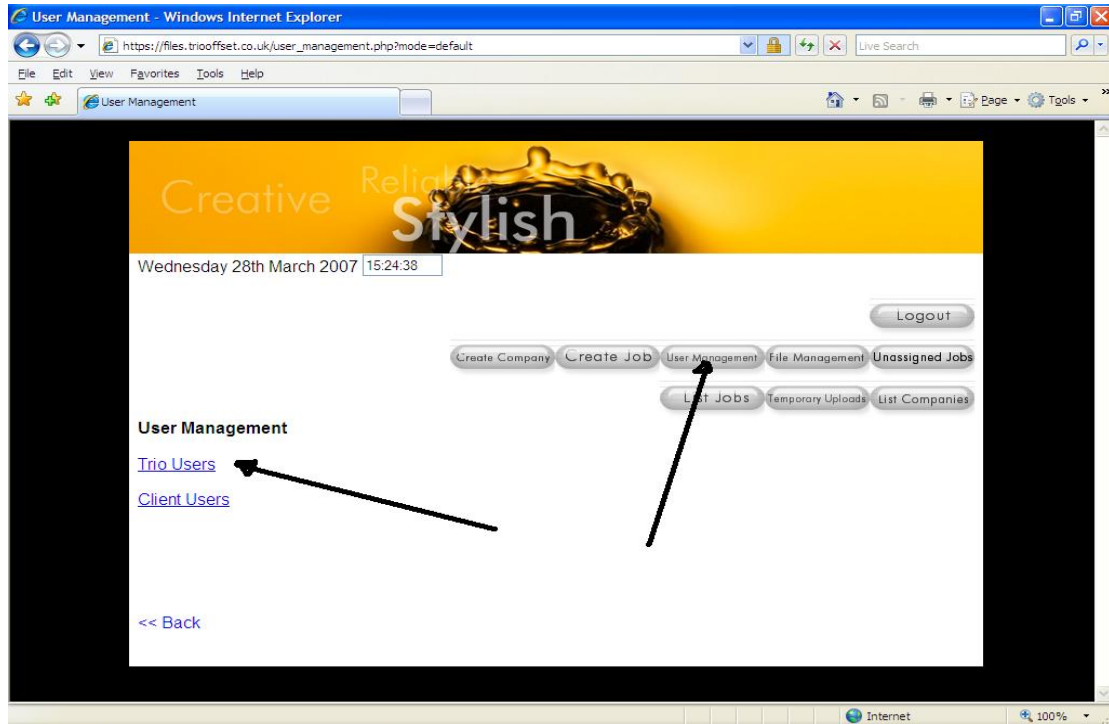 User Management - Windows Internet Explorer
https://files.triooffset.co.uk/user_management.php?mode=default
Live Search
File Edit View Favorites Tools Help
User Management
Page Tools
Creative
Stylish
Wednesday 28th March 2007 15:24:38
Logout
Create Company Create Job User Management File Management Unassigned Jobs
List Jobs Temporary Uploads List Companies
User Management
Trio Users
Client Users
<< Back
Internet 100%